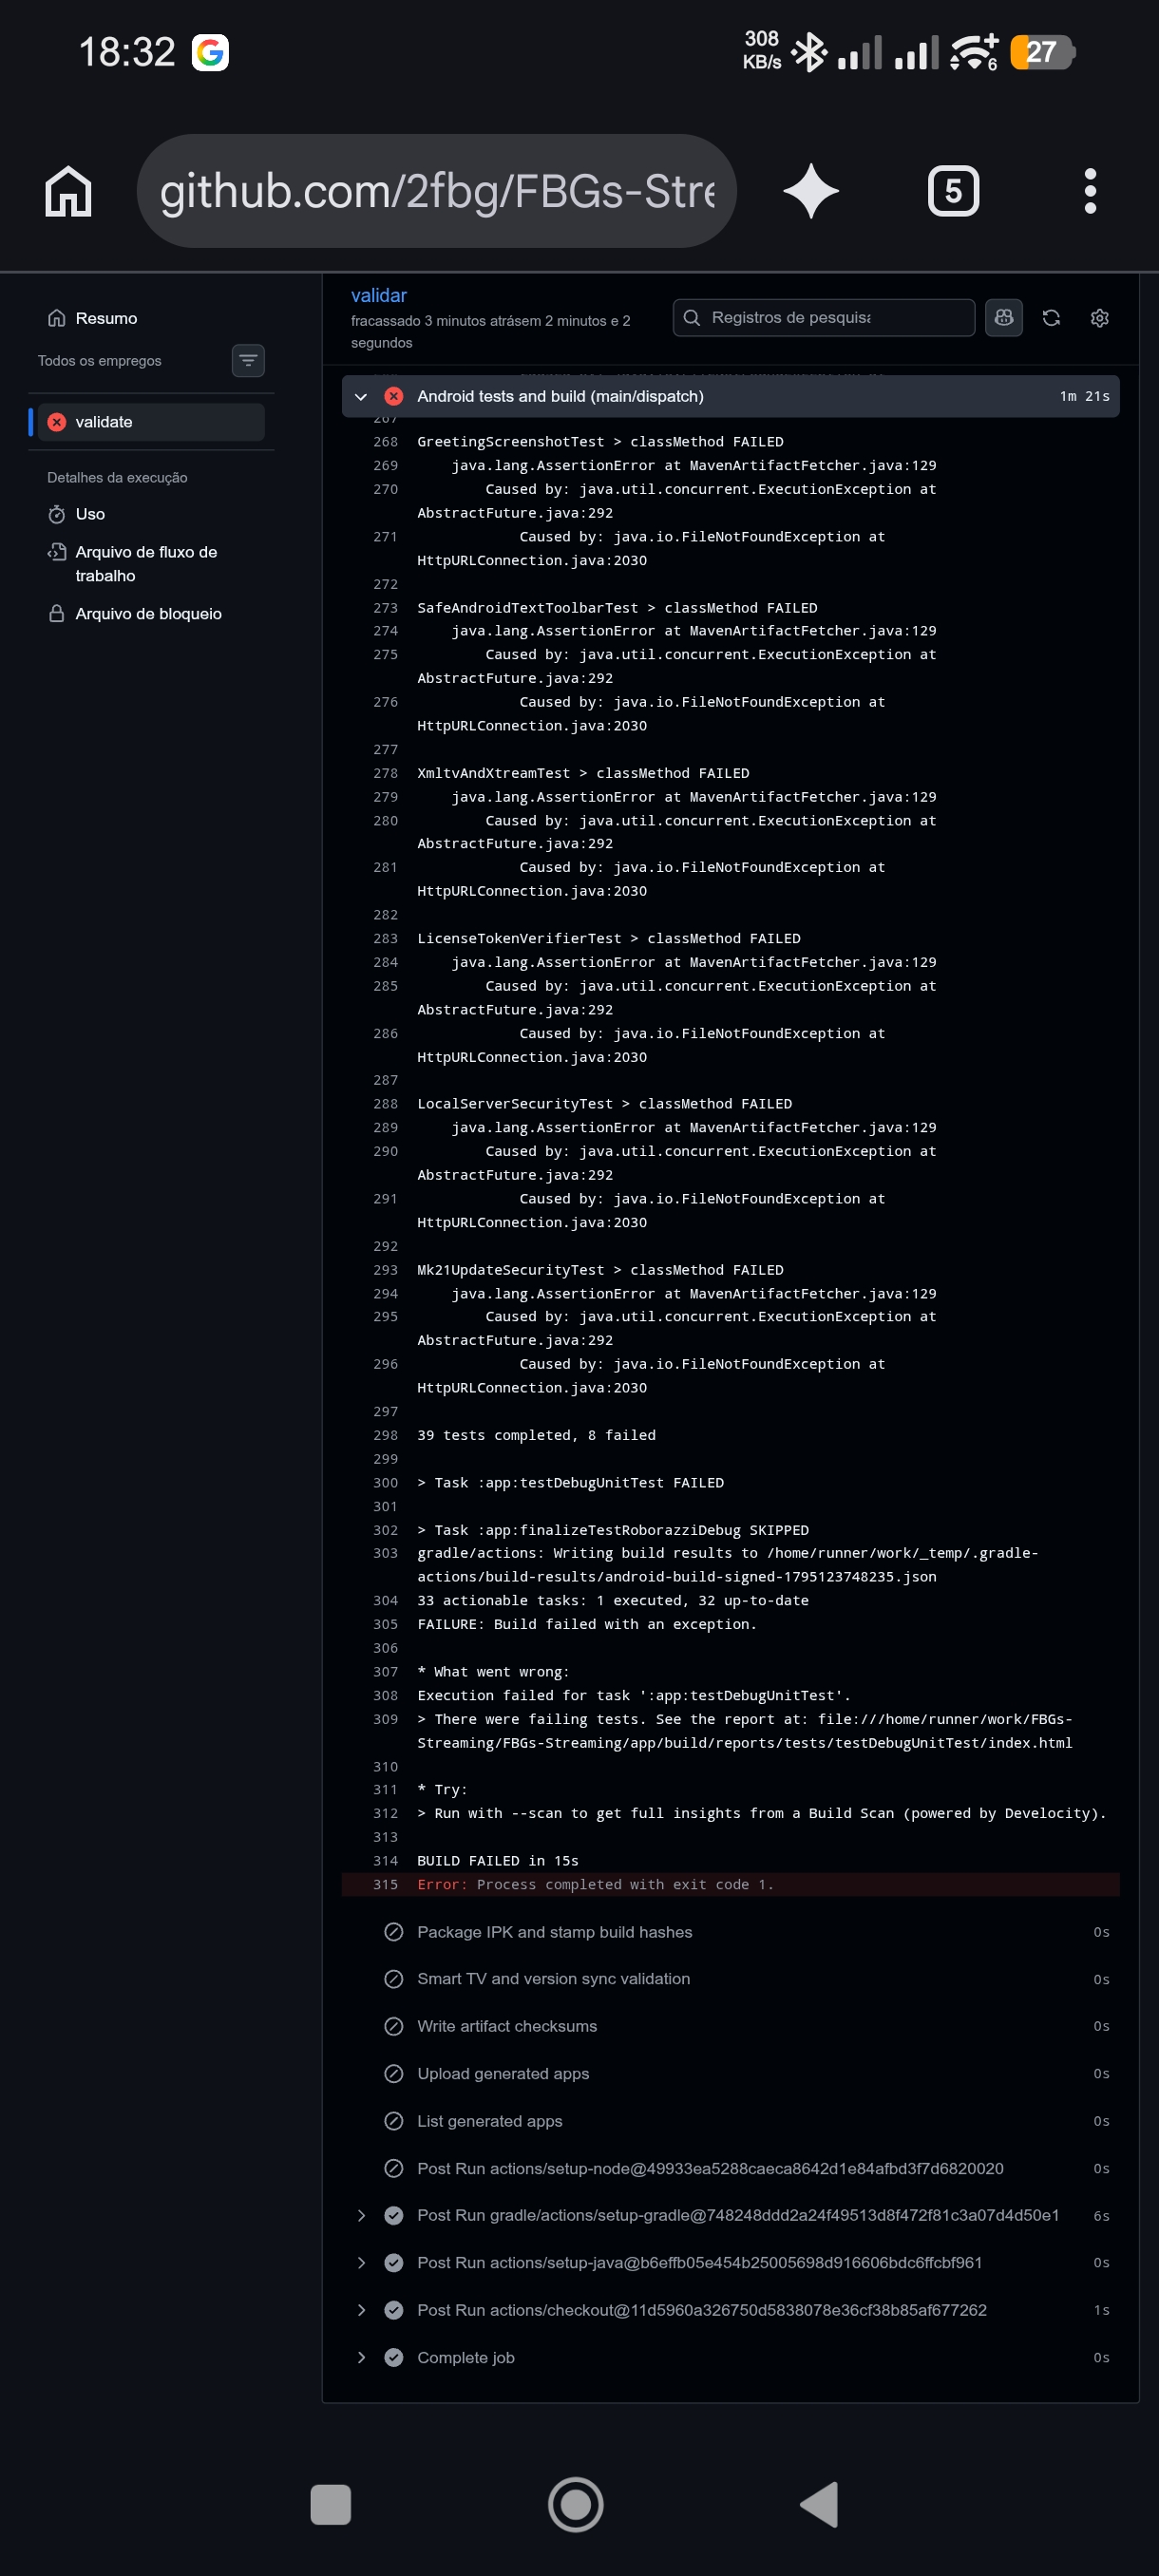 18:32
308
KB/s
6
27
github.com/2fbg/FBGs-Stre
5
Resumo
Todos os empregos
validate
Detalhes da execução
Uso
Arquivo de fluxo de
trabalho
Arquivo de bloqueio
validar
fracassado 3 minutos atrásem 2 minutos e 2
segundos
Registros de pesquisa
Android tests and build (main/dispatch) 1m 21s
267
268 GreetingScreenshotTest > classMethod FAILED
269 java.lang.AssertionError at MavenArtifactFetcher.java:129
270 Caused by: java.util.concurrent.ExecutionException at
AbstractFuture.java:292
271 Caused by: java.io.FileNotFoundException at
HttpURLConnection.java:2030
272
273 SafeAndroidTextToolbarTest > classMethod FAILED
274 java.lang.AssertionError at MavenArtifactFetcher.java:129
275 Caused by: java.util.concurrent.ExecutionException at
AbstractFuture.java:292
276 Caused by: java.io.FileNotFoundException at
HttpURLConnection.java:2030
277
278 XmltvAndXtreamTest > classMethod FAILED
279 java.lang.AssertionError at MavenArtifactFetcher.java:129
280 Caused by: java.util.concurrent.ExecutionException at
AbstractFuture.java:292
281 Caused by: java.io.FileNotFoundException at
HttpURLConnection.java:2030
282
283 LicenseTokenVerifierTest > classMethod FAILED
284 java.lang.AssertionError at MavenArtifactFetcher.java:129
285 Caused by: java.util.concurrent.ExecutionException at
AbstractFuture.java:292
286 Caused by: java.io.FileNotFoundException at
HttpURLConnection.java:2030
287
288 LocalServerSecurityTest > classMethod FAILED
289 java.lang.AssertionError at MavenArtifactFetcher.java:129
290 Caused by: java.util.concurrent.ExecutionException at
AbstractFuture.java:292
291 Caused by: java.io.FileNotFoundException at
HttpURLConnection.java:2030
292
293 Mk21UpdateSecurityTest > classMethod FAILED
294 java.lang.AssertionError at MavenArtifactFetcher.java:129
295 Caused by: java.util.concurrent.ExecutionException at
AbstractFuture.java:292
296 Caused by: java.io.FileNotFoundException at
HttpURLConnection.java:2030
297
298 39 tests completed, 8 failed
299
300 > Task :app:testDebugUnitTest FAILED
301
302 > Task :app:finalizeTestRoborazziDebug SKIPPED
303 gradle/actions: Writing build results to /home/runner/work/_temp/.gradle-
actions/build-results/android-build-signed-1795123748235.json
304 33 actionable tasks: 1 executed, 32 up-to-date
305 FAILURE: Build failed with an exception.
306
307 * What went wrong:
308 Execution failed for task ':app:testDebugUnitTest'.
309 > There were failing tests. See the report at: file:///home/runner/work/FBGs-
Streaming/FBGs-Streaming/app/build/reports/tests/testDebugUnitTest/index.html
310
311 * Try:
312 > Run with --scan to get full insights from a Build Scan (powered by Develocity).
313
314 BUILD FAILED in 15s
315 Error: Process completed with exit code 1.
Package IPK and stamp build hashes 0s
Smart TV and version sync validation 0s
Write artifact checksums 0s
Upload generated apps 0s
List generated apps 0s
Post Run actions/setup-node@49933ea5288caeca8642d1e84afbd3f7d6820020 0s
Post Run gradle/actions/setup-gradle@748248ddd2a24f49513d8f472f81c3a07d4d50e1 6s
Post Run actions/setup-java@b6effb05e454b25005698d916606bdc6ffcbf961 0s
Post Run actions/checkout@11d5960a326750d5838078e36cf38b85af677262 1s
Complete job 0s